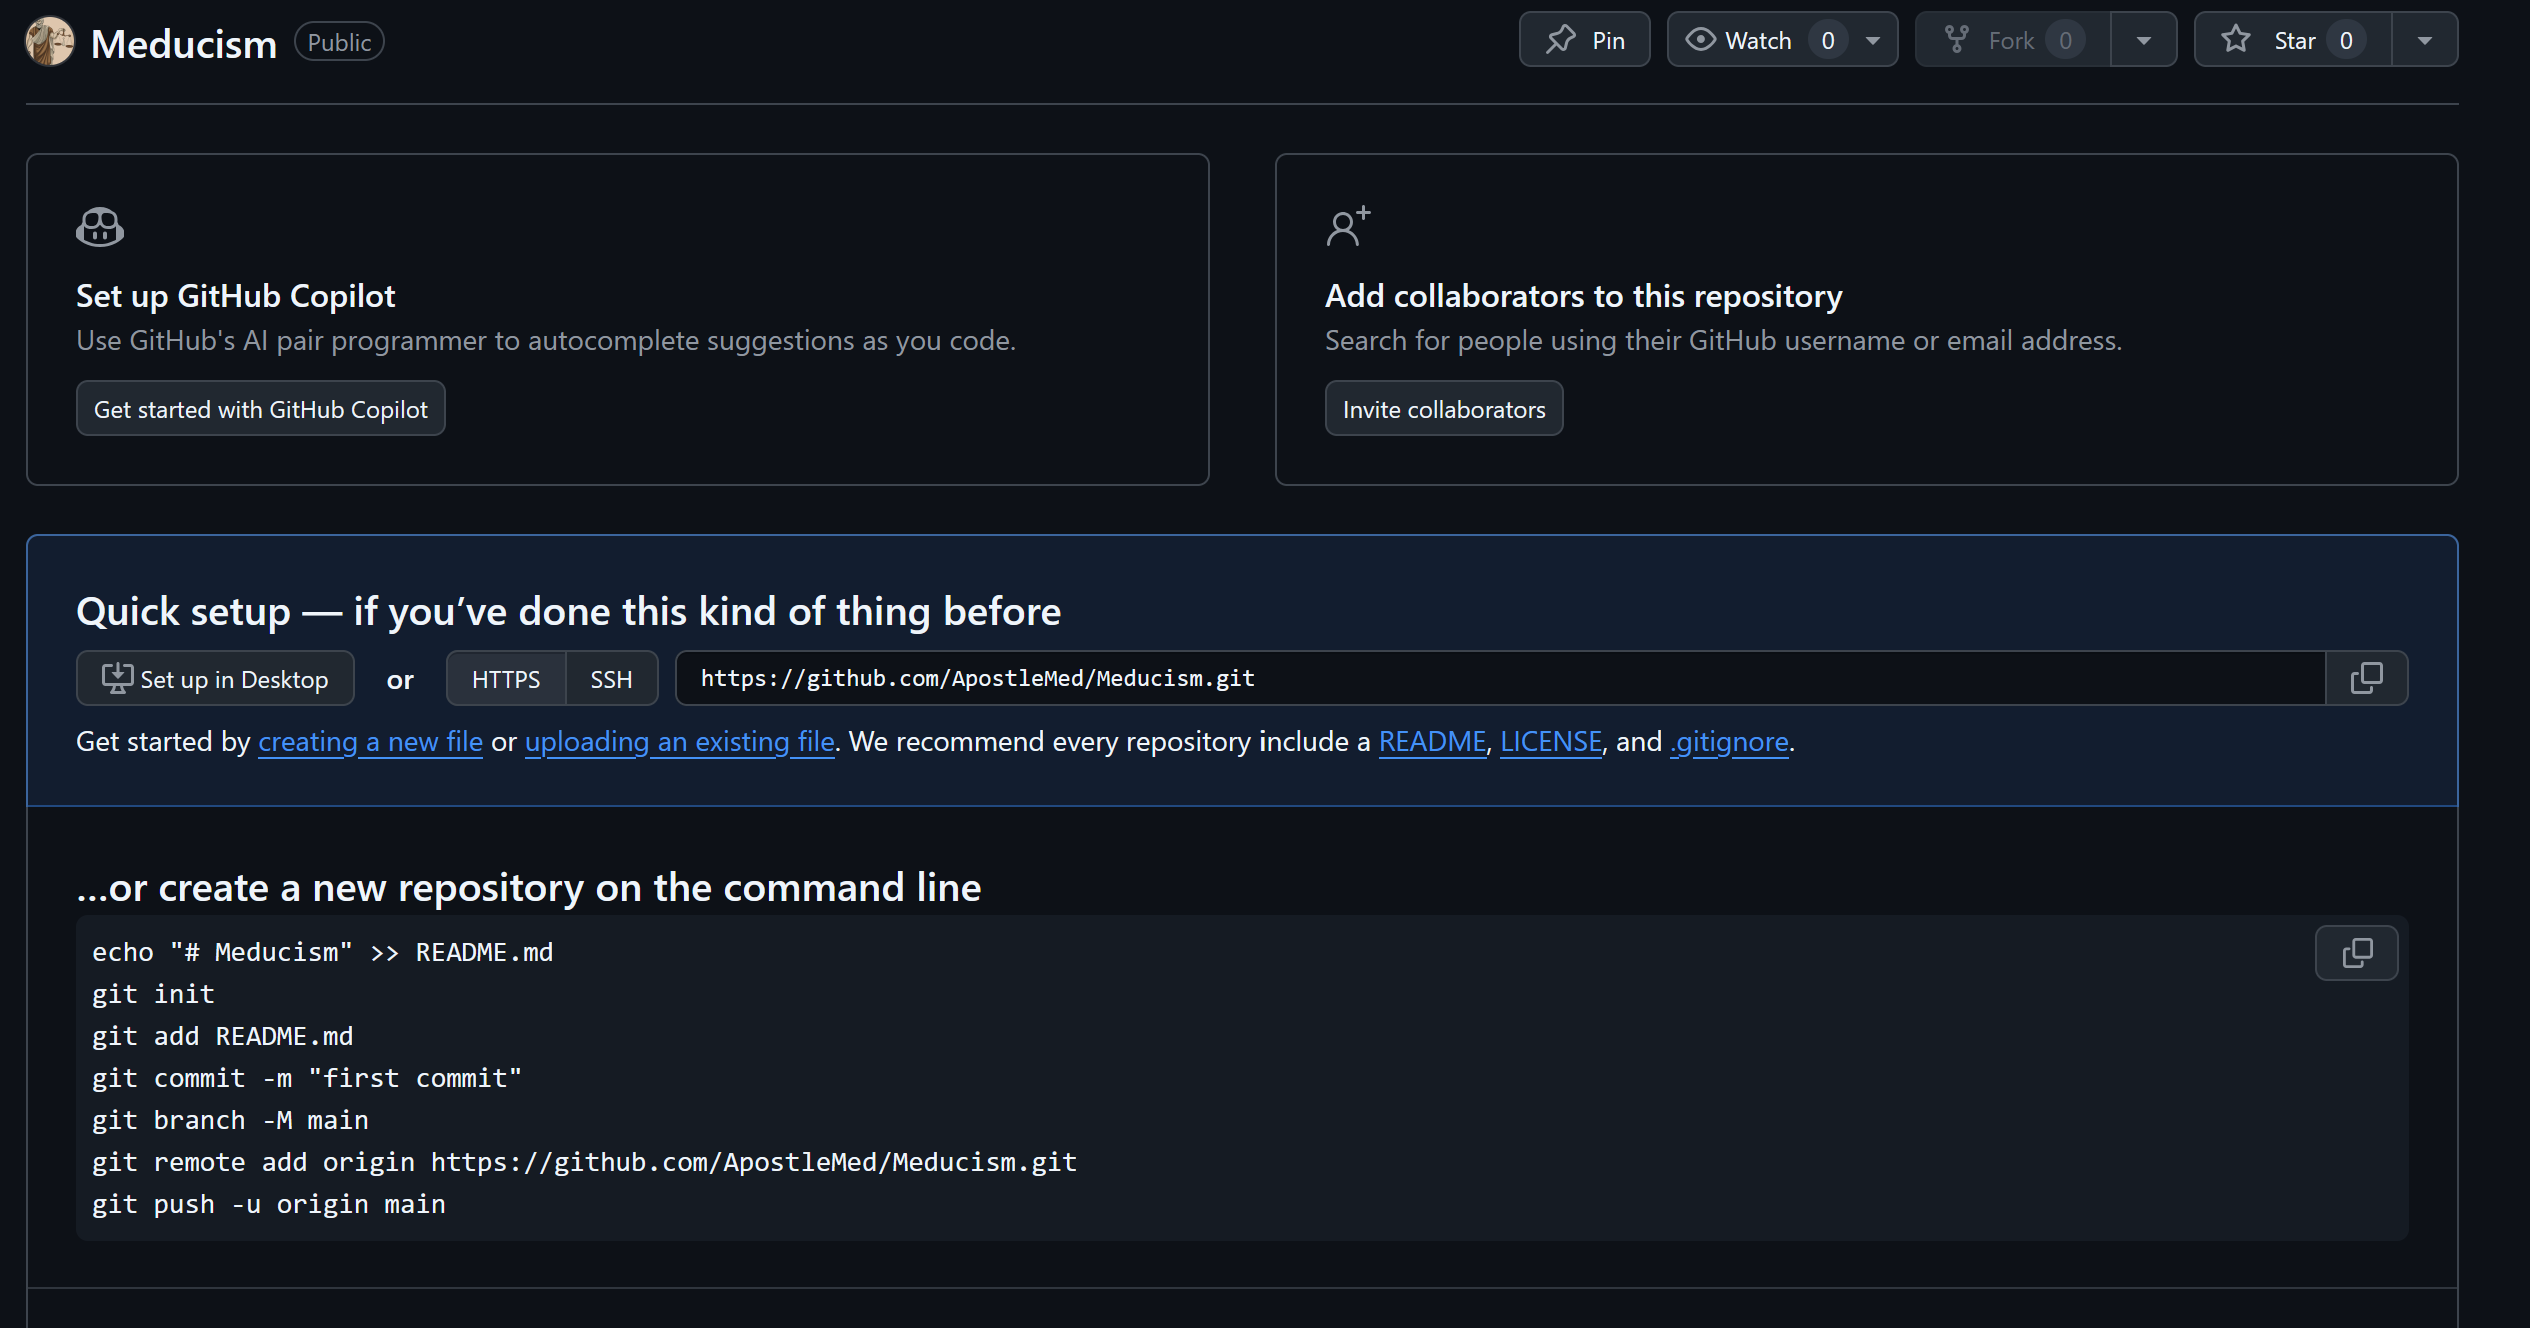 Meducism Public Pin Watch 0 Fork 0 Star 0
Set up GitHub Copilot
Use GitHub's AI pair programmer to autocomplete suggestions as you code.
Get started with GitHub Copilot
Add collaborators to this repository
Search for people using their GitHub username or email address.
Invite collaborators
Quick setup — if you’ve done this kind of thing before
Set up in Desktop or HTTPS SSH https://github.com/ApostleMed/Meducism.git
Get started by creating a new file or uploading an existing file. We recommend every repository include a README, LICENSE, and .gitignore.
…or create a new repository on the command line
echo "# Meducism" >> README.md
git init
git add README.md
git commit -m "first commit"
git branch -M main
git remote add origin https://github.com/ApostleMed/Meducism.git
git push -u origin main